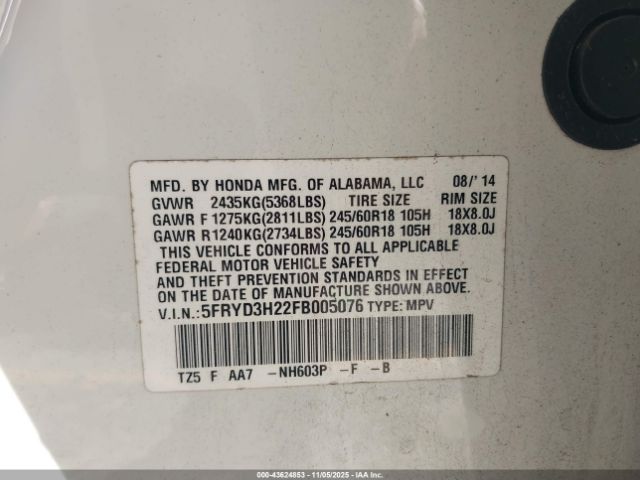 MFD. BY HONDA MFG. OF ALABAMA, LLC 08/'14
GVWR 2435KG(5368LBS) TIRE SIZE RIM SIZE
GAWR F 1275KG(2811LBS) 245/60R18 105H 18X8.0J
GAWR R 1240KG(2734LBS) 245/60R18 105H 18X8.0J
THIS VEHICLE CONFORMS TO ALL APPLICABLE
FEDERAL MOTOR VEHICLE SAFETY
AND THEFT PREVENTION STANDARDS IN EFFECT
ON THE DATE OF MANUFACTURE SHOWN ABOVE.
V.I.N.: 5FRYD3H22FB005076 TYPE: MPV
TZ5 F AA7 -NH603P -F -B
000-43624853 - 11/05/2025 - IAAI.COM